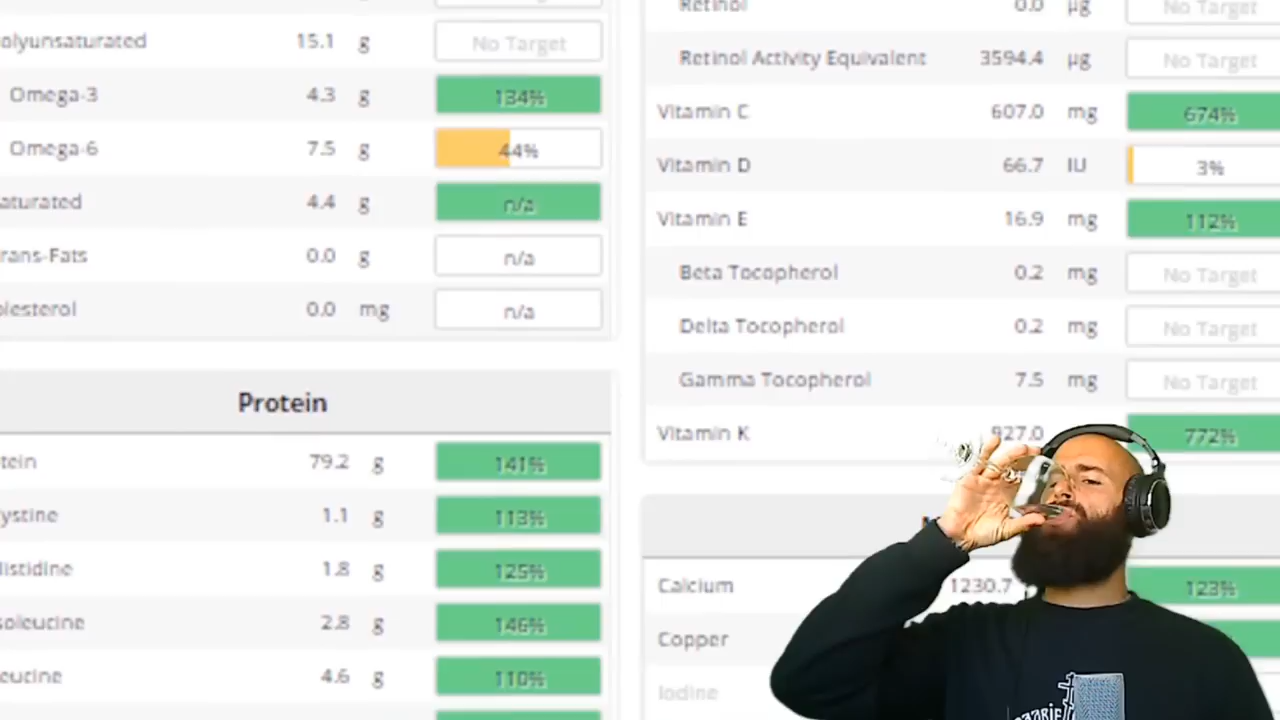 Retinol 0.0 µg No Target
olyunsaturated 15.1 g No Target
Retinol Activity Equivalent 3594.4 µg No Target
Omega-3 4.3 g 134%
Vitamin C 607.0 mg 674%
Omega-6 7.5 g 44%
Vitamin D 66.7 IU 3%
aturated 4.4 g n/a
Vitamin E 16.9 mg 112%
rans-Fats 0.0 g n/a
Beta Tocopherol 0.2 mg No Target
olesterol 0.0 mg n/a
Delta Tocopherol 0.2 mg No Target
Gamma Tocopherol 7.5 mg No Target
Protein
Vitamin K 927.0 772%
tein 79.2 g 141%
ystine 1.1 g 113%
listidine 1.8 g 125%
Calcium 1230.7 123%
soleucine 2.8 g 146%
Copper
eucine 4.6 g 110%
Iodine